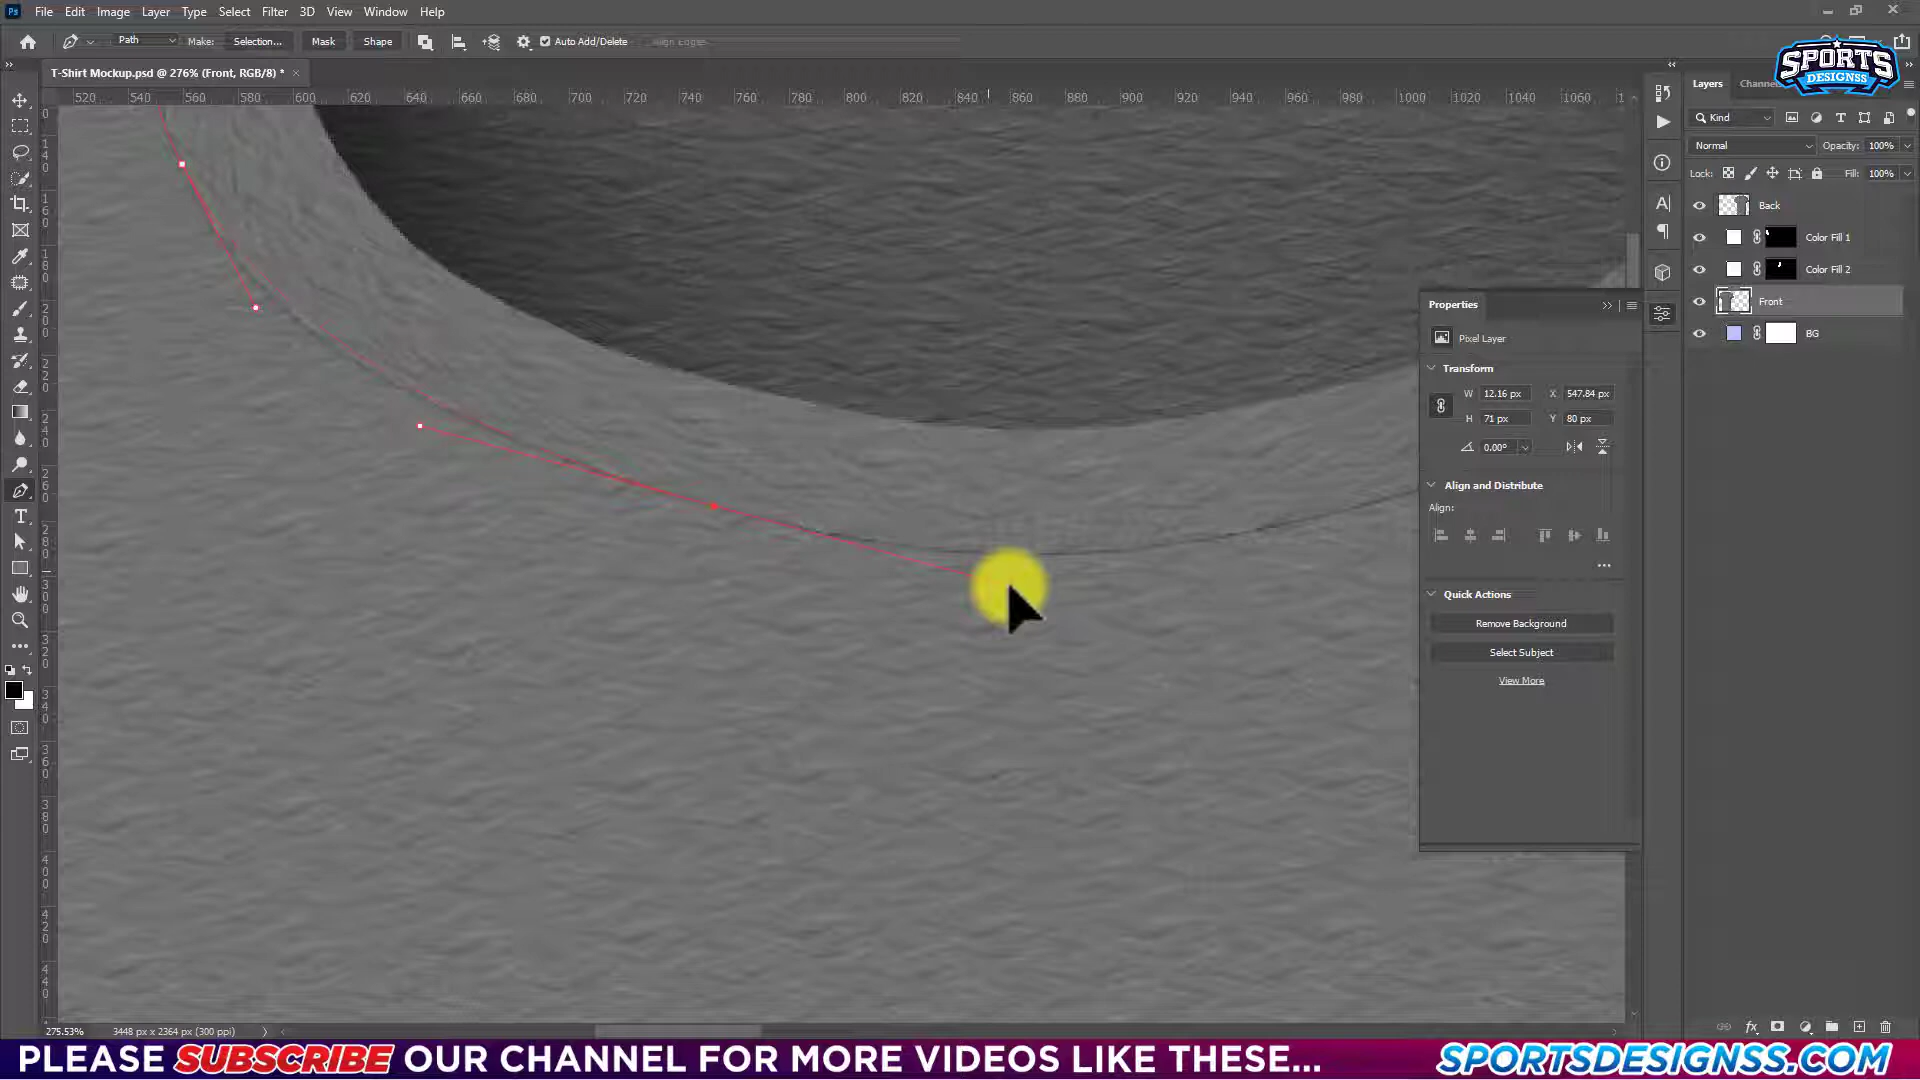 Ps File Edit Image Layer Type Select Filter 3D View Window Help
Path Make: Selection... Mask Shape Auto Add/Delete Align Edges
T-Shirt Mockup.psd @ 276% (Front, RGB/8) *
520 540 560 580 600 620 640 660 680 700 720 740 760 780 800 820 840 860 880 900 920 940 960 980 1000 1020 1040 1060
SPORTS
DESIGNSS
Layers Channels
Kind
Normal Opacity: 100%
Lock: Fill: 100%
Back
Color Fill 1
Color Fill 2
Front
BG
Properties
Pixel Layer
Transform
W 12.16 px X 547.84 px
H 71 px Y 80 px
0.00°
Align and Distribute
Align:
Quick Actions
Remove Background
Select Subject
View More
275.53% 3448 px x 2364 px (300 ppi)
PLEASE SUBSCRIBE OUR CHANNEL FOR MORE VIDEOS LIKE THESE...
SPORTSDESIGNSS.COM